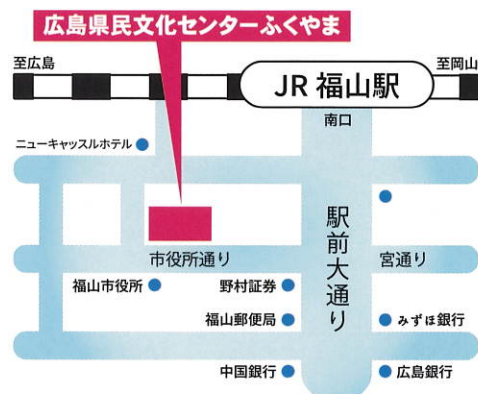 広島県民文化センターふくやま
至広島
JR 福山駅
至岡山
南口
ニューキャッスルホテル
駅前大通り
市役所通り
宮通り
福山市役所
野村証券
福山郵便局
みずほ銀行
中国銀行
広島銀行